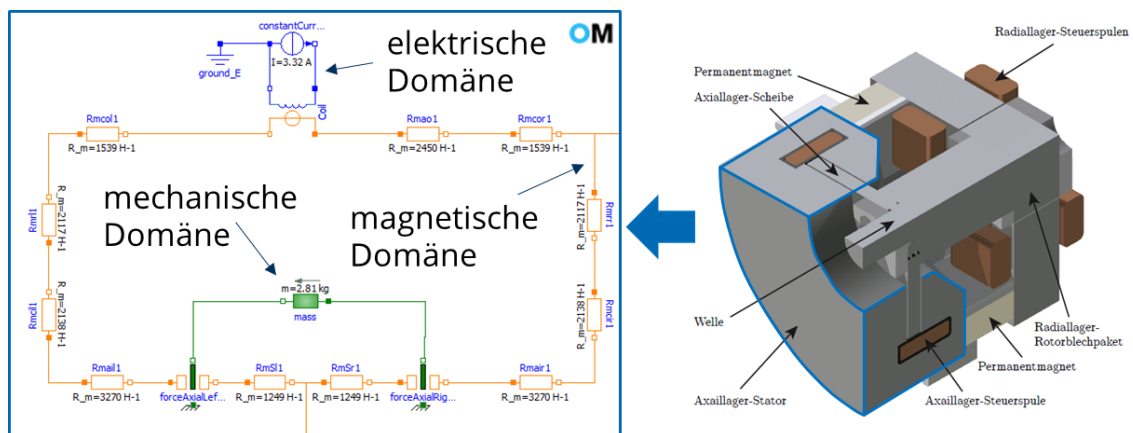 constantCurr...
I=3.32 A
ground_E
Coil
elektrische
Domäne
OM
Rmcol1
R_m=1539 H-1
Rmao1
R_m=2450 H-1
Rmcor1
R_m=1539 H-1
mechanische
Domäne
magnetische
Domäne
Rmrl1
R_m=2117 H-1
Rmrr1
R_m=2117 H-1
m=2.81 kg
mass
Rmcil1
R_m=2138 H-1
Rmcir1
R_m=2138 H-1
Rmail1
R_m=3270 H-1
forceAxialLef...
RmSl1
R_m=1249 H-1
RmSr1
R_m=1249 H-1
forceAxialRig...
Rmair1
R_m=3270 H-1
Radiallager-Steuerspulen
Permanentmagnet
Axiallager-Scheibe
Welle
Axaillager-Stator
Radiallager-
Rotorblechpaket
Permanentmagnet
Axaillager-Steuerspule